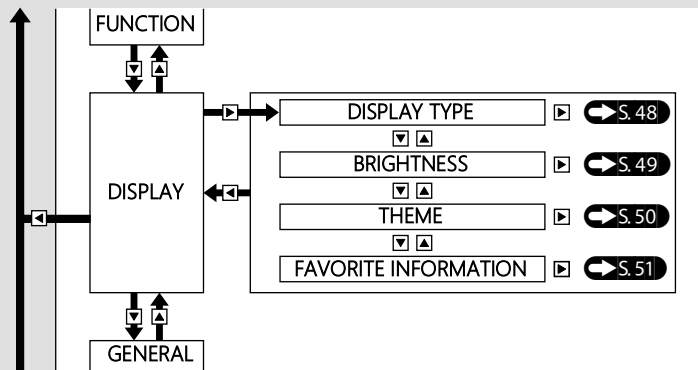 FUNCTION
DISPLAY
DISPLAY TYPE S. 48
BRIGHTNESS S. 49
THEME S. 50
FAVORITE INFORMATION S. 51
GENERAL